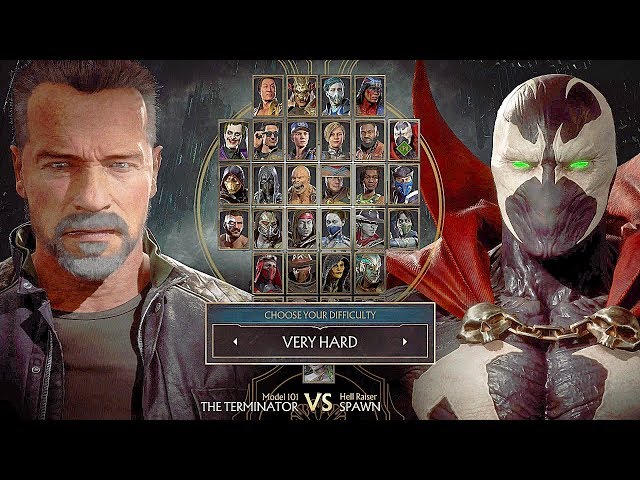 CHOOSE YOUR DIFFICULTY
VERY HARD
Model 101
THE TERMINATOR
VS
Hell Raiser
SPAWN